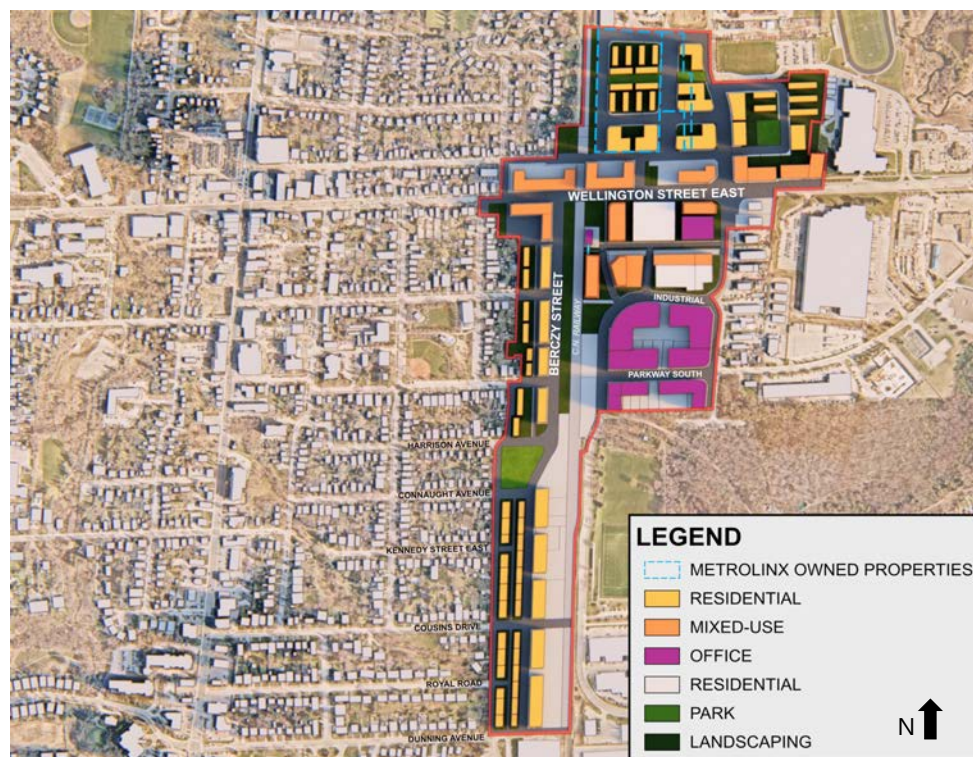 WELLINGTON STREET EAST
BERCZY STREET
C.N. RAILWAY
INDUSTRIAL
PARKWAY SOUTH
HARRISON AVENUE
CONNAUGHT AVENUE
KENNEDY STREET EAST
COUSINS DRIVE
ROYAL ROAD
DUNNING AVENUE
LEGEND
METROLINX OWNED PROPERTIES
RESIDENTIAL
MIXED-USE
OFFICE
RESIDENTIAL
PARK
LANDSCAPING
N